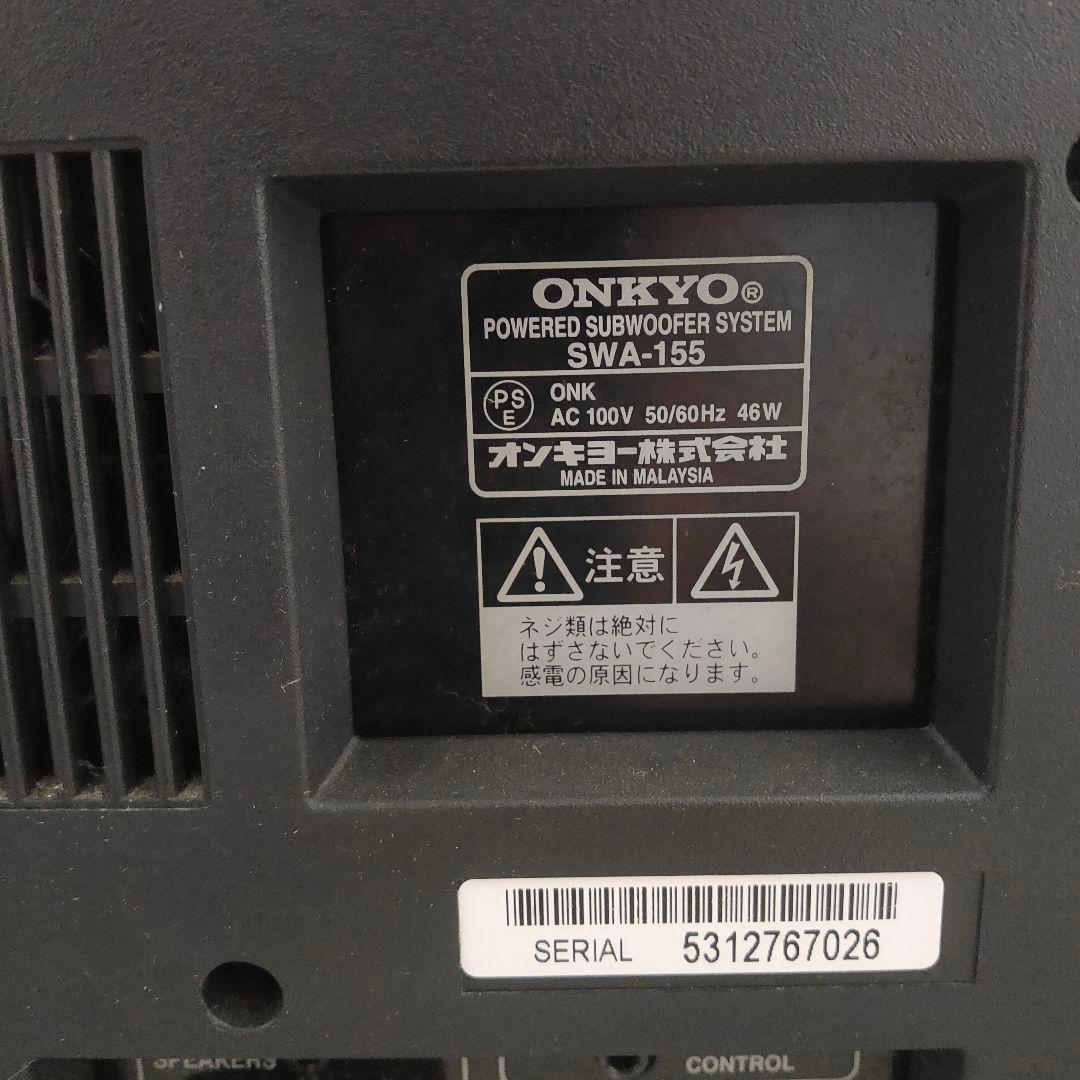 ONKYO®
POWERED SUBWOOFER SYSTEM
SWA-155
PS E
ONK
AC 100V 50/60Hz 46W
オンキヨー株式会社
MADE IN MALAYSIA
注意
ネジ類は絶対に
はずさないでください。
感電の原因になります。
SERIAL 5312767026
SPEAKERS
CONTROL